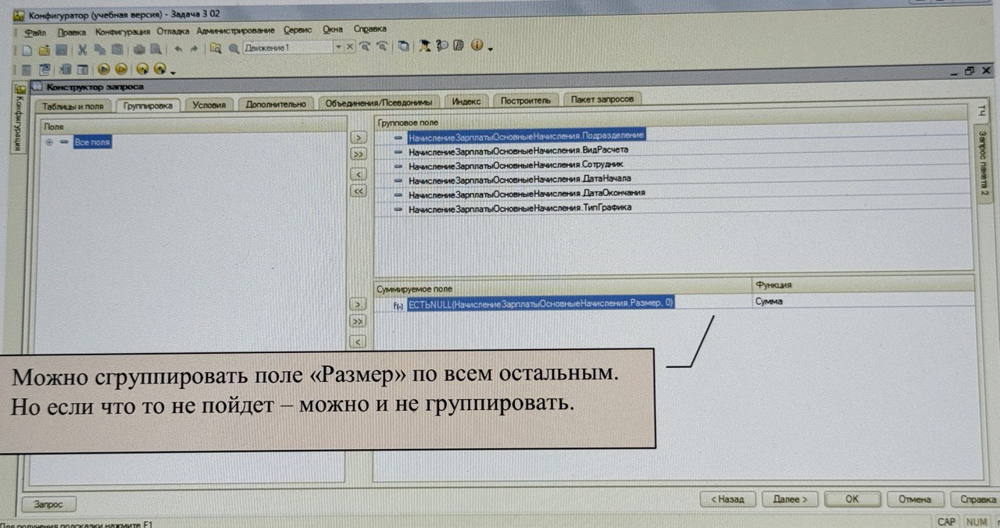 Конфигуратор (учебная версия) - Задача 3 02
Файл Правка Конфигурация Отладка Администрирование Сервис Окна Справка
Движение1
Конструктор запроса
Таблицы и поля Группировка Условия Дополнительно Объединения/Псевдонимы Индекс Построитель Пакет запросов
Конфигурация
Поля
Все поля
>
>>
<
<<
Групповое поле
НачислениеЗарплатыОсновныеНачисления.Подразделение
НачислениеЗарплатыОсновныеНачисления.ВидРасчета
НачислениеЗарплатыОсновныеНачисления.Сотрудник
НачислениеЗарплатыОсновныеНачисления.ДатаНачала
НачислениеЗарплатыОсновныеНачисления.ДатаОкончания
НачислениеЗарплатыОсновныеНачисления.ТипГрафика
ТЧ
Запрос пакета 2
Суммируемое поле Функция
ЕСТЬNULL(НачислениеЗарплатыОсновныеНачисления.Размер, 0) Сумма
>
>>
<
Можно сгруппировать поле «Размер» по всем остальным.
Но если что то не пойдет – можно и не группировать.
Запрос
< Назад Далее > ОК Отмена Справка
Для получения подсказки нажмите F1
CAP NUM